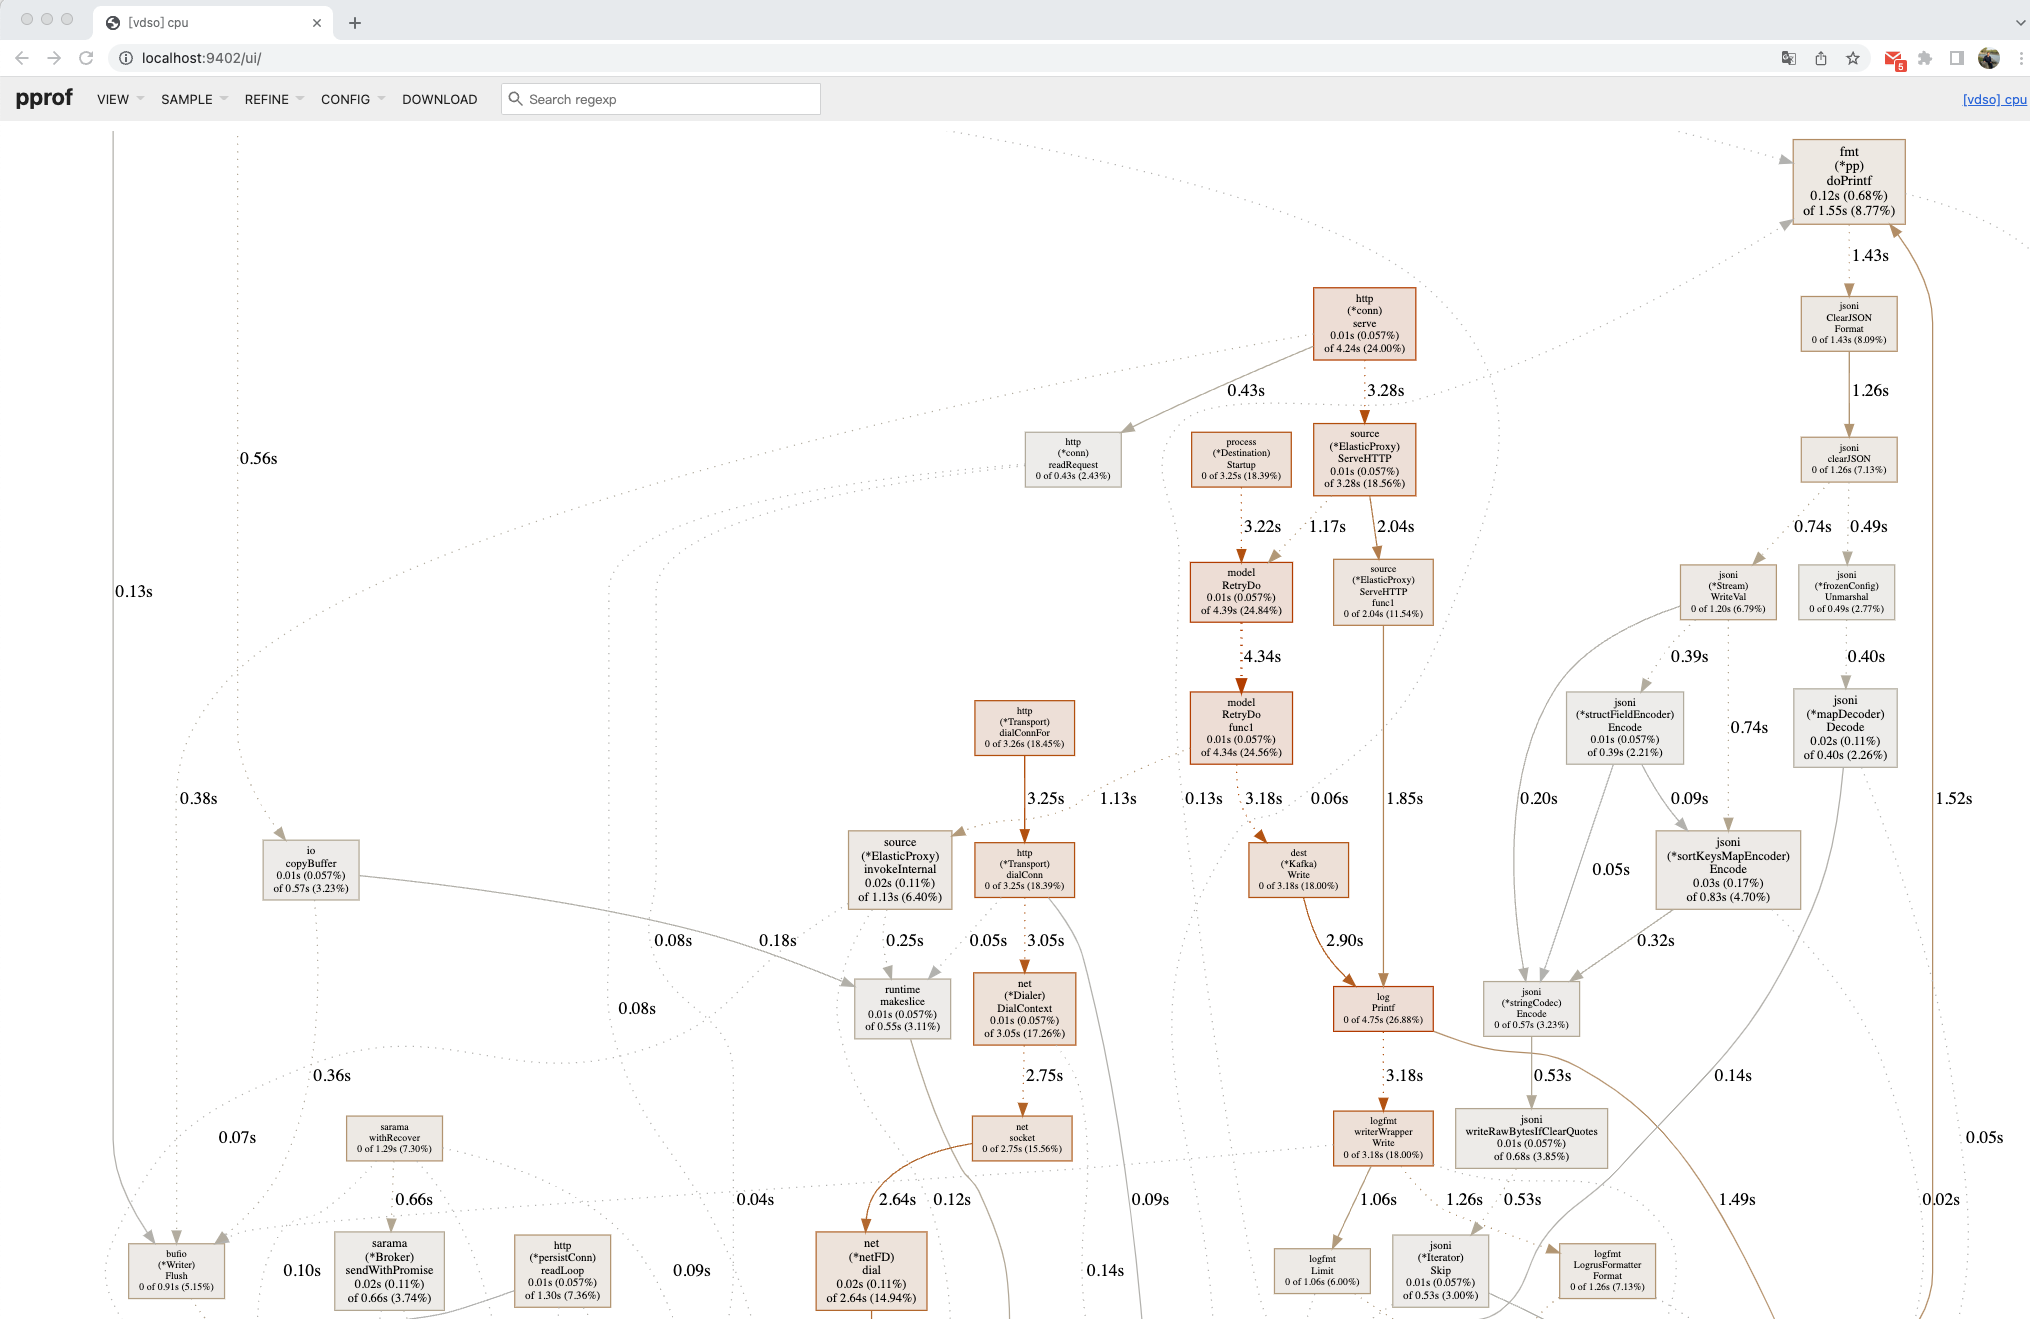 [vdso] cpu
localhost:9402/ui/
5
pprof VIEW SAMPLE REFINE CONFIG DOWNLOAD Search regexp [vdso] cpu
fmt
(*pp)
doPrintf
0.12s (0.68%)
of 1.55s (8.77%)
1.43s
http
(*conn)
serve
0.01s (0.057%)
of 4.24s (24.00%)
jsoni
ClearJSON
Format
0 of 1.43s (8.09%)
0.43s
3.28s
1.26s
0.56s
http
(*conn)
readRequest
0 of 0.43s (2.43%)
process
(*Destination)
Startup
0 of 3.25s (18.39%)
source
(*ElasticProxy)
ServeHTTP
0.01s (0.057%)
of 3.28s (18.56%)
jsoni
clearJSON
0 of 1.26s (7.13%)
3.22s
1.17s
2.04s
0.74s
0.49s
0.13s
model
RetryDo
0.01s (0.057%)
of 4.39s (24.84%)
source
(*ElasticProxy)
ServeHTTP
func1
0 of 2.04s (11.54%)
jsoni
(*Stream)
WriteVal
0 of 1.20s (6.79%)
jsoni
(*frozenConfig)
Unmarshal
0 of 0.49s (2.77%)
4.34s
0.39s
0.40s
http
(*Transport)
dialConnFor
0 of 3.26s (18.45%)
model
RetryDo
func1
0.01s (0.057%)
of 4.34s (24.56%)
jsoni
(*structFieldEncoder)
Encode
0.01s (0.057%)
of 0.39s (2.21%)
0.74s
jsoni
(*mapDecoder)
Decode
0.02s (0.11%)
of 0.40s (2.26%)
0.38s
3.25s
1.13s
0.13s
3.18s
0.06s
1.85s
0.20s
0.09s
1.52s
io
copyBuffer
0.01s (0.057%)
of 0.57s (3.23%)
source
(*ElasticProxy)
invokeInternal
0.02s (0.11%)
of 1.13s (6.40%)
http
(*Transport)
dialConn
0 of 3.25s (18.39%)
dest
(*Kafka)
Write
0 of 3.18s (18.00%)
0.05s
jsoni
(*sortKeysMapEncoder)
Encode
0.03s (0.17%)
of 0.83s (4.70%)
0.08s
0.18s
0.25s
0.05s
3.05s
2.90s
0.32s
0.08s
runtime
makeslice
0.01s (0.057%)
of 0.55s (3.11%)
net
(*Dialer)
DialContext
0.01s (0.057%)
of 3.05s (17.26%)
log
Printf
0 of 4.75s (26.88%)
jsoni
(*stringCodec)
Encode
0 of 0.57s (3.23%)
0.36s
2.75s
3.18s
0.53s
0.14s
0.07s
sarama
withRecover
0 of 1.29s (7.30%)
net
socket
0 of 2.75s (15.56%)
logfmt
writerWrapper
Write
0 of 3.18s (18.00%)
jsoni
writeRawBytesIfClearQuotes
0.01s (0.057%)
of 0.68s (3.85%)
0.05s
0.66s
0.04s
2.64s
0.12s
0.09s
1.06s
1.26s
0.53s
1.49s
0.02s
bufio
(*Writer)
Flush
0 of 0.91s (5.15%)
0.10s
sarama
(*Broker)
sendWithPromise
0.02s (0.11%)
of 0.66s (3.74%)
http
(*persistConn)
readLoop
0.01s (0.057%)
of 1.30s (7.36%)
0.09s
net
(*netFD)
dial
0.02s (0.11%)
of 2.64s (14.94%)
0.14s
logfmt
Limit
0 of 1.06s (6.00%)
jsoni
(*Iterator)
Skip
0.01s (0.057%)
of 0.53s (3.00%)
logfmt
LogrusFormatter
Format
0 of 1.26s (7.13%)